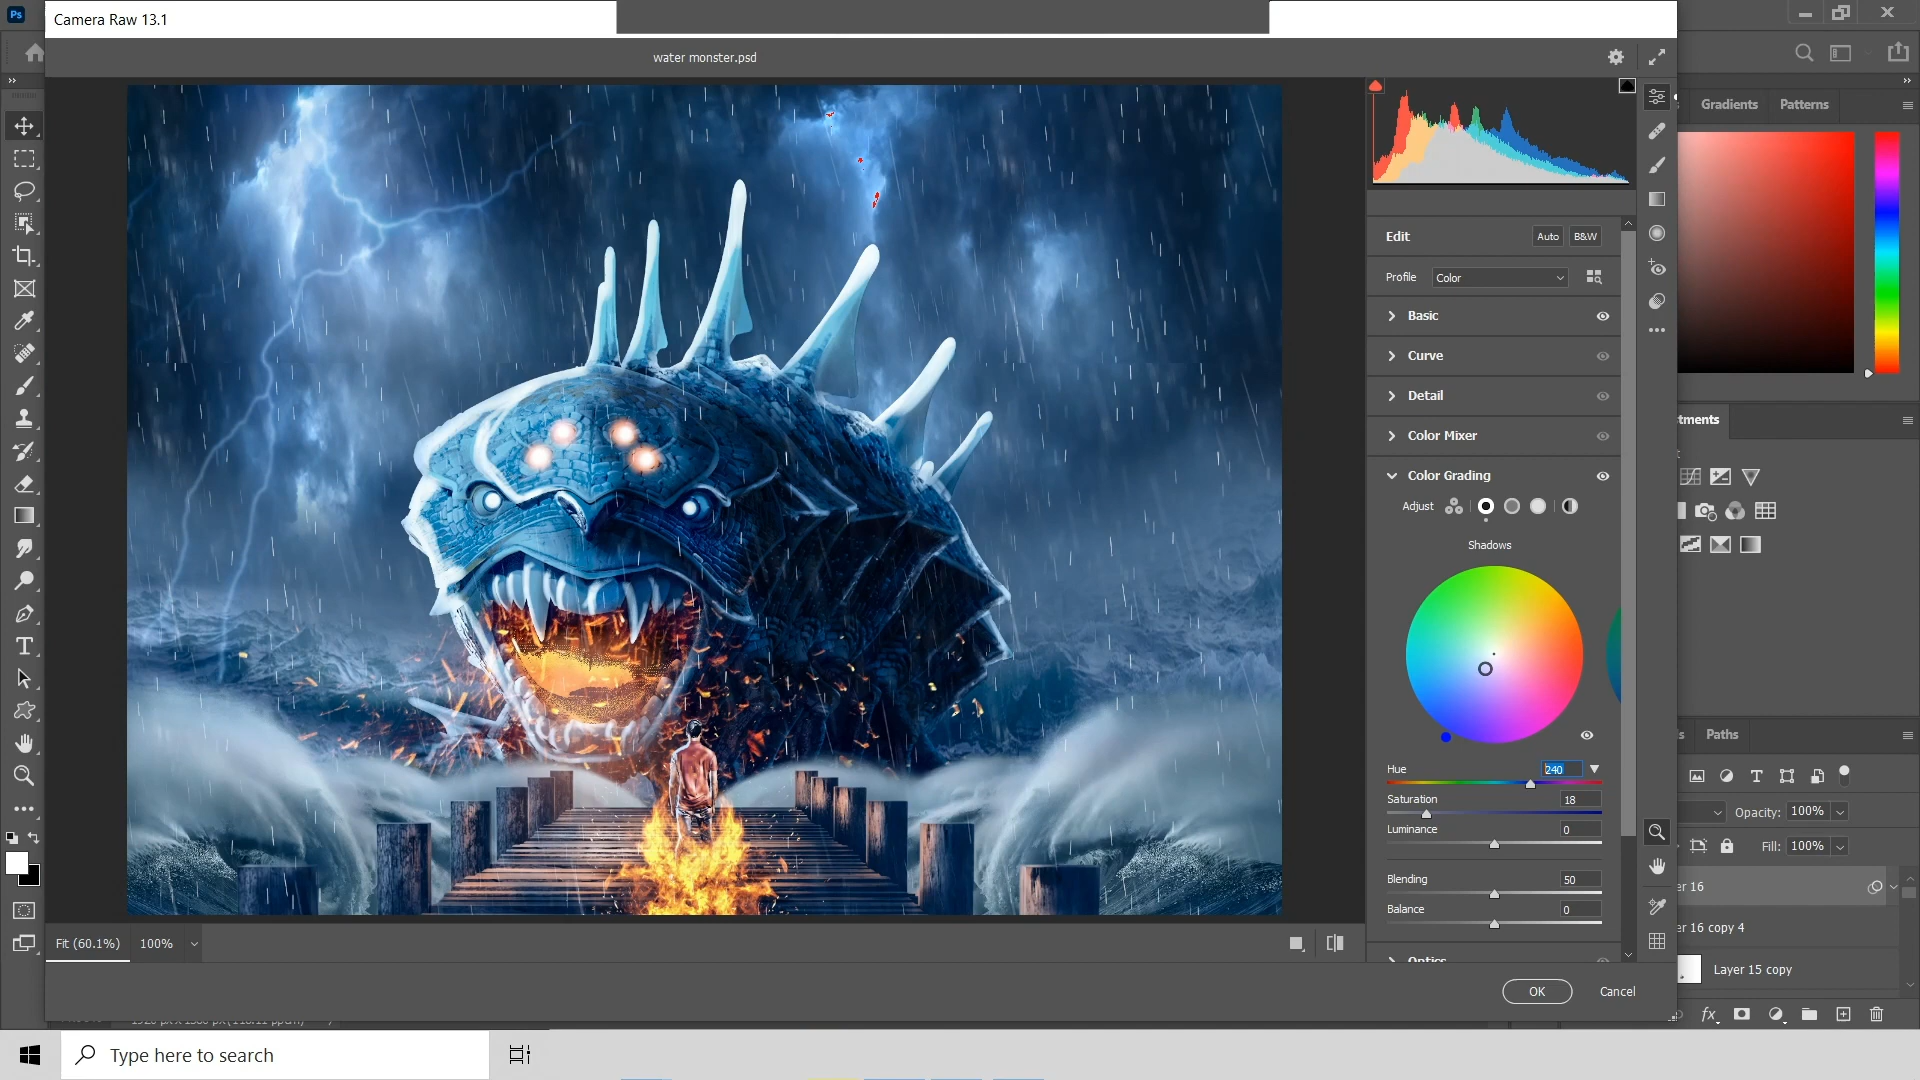 Ps
Camera Raw 13.1
water monster.psd
Gradients
Patterns
Edit
Auto
B&W
Profile
Color
Basic
Curve
Detail
Color Mixer
Color Grading
Adjust
Shadows
Hue
240
Saturation
18
Luminance
0
Blending
50
Balance
0
Optics
tments
ls
Paths
Opacity: 100%
Fill: 100%
er 16
er 16 copy 4
Layer 15 copy
fx
Fit (60.1%)
100%
OK
Cancel
Type here to search